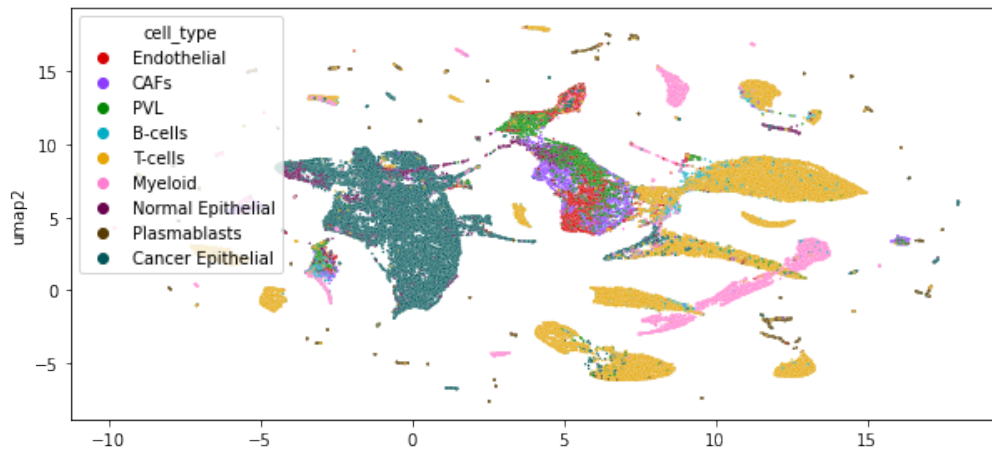 cell_type
Endothelial
CAFs
PVL
B-cells
T-cells
Myeloid
Normal Epithelial
Plasmablasts
Cancer Epithelial
umap2
15
10
5
0
−5
−10
−5
0
5
10
15